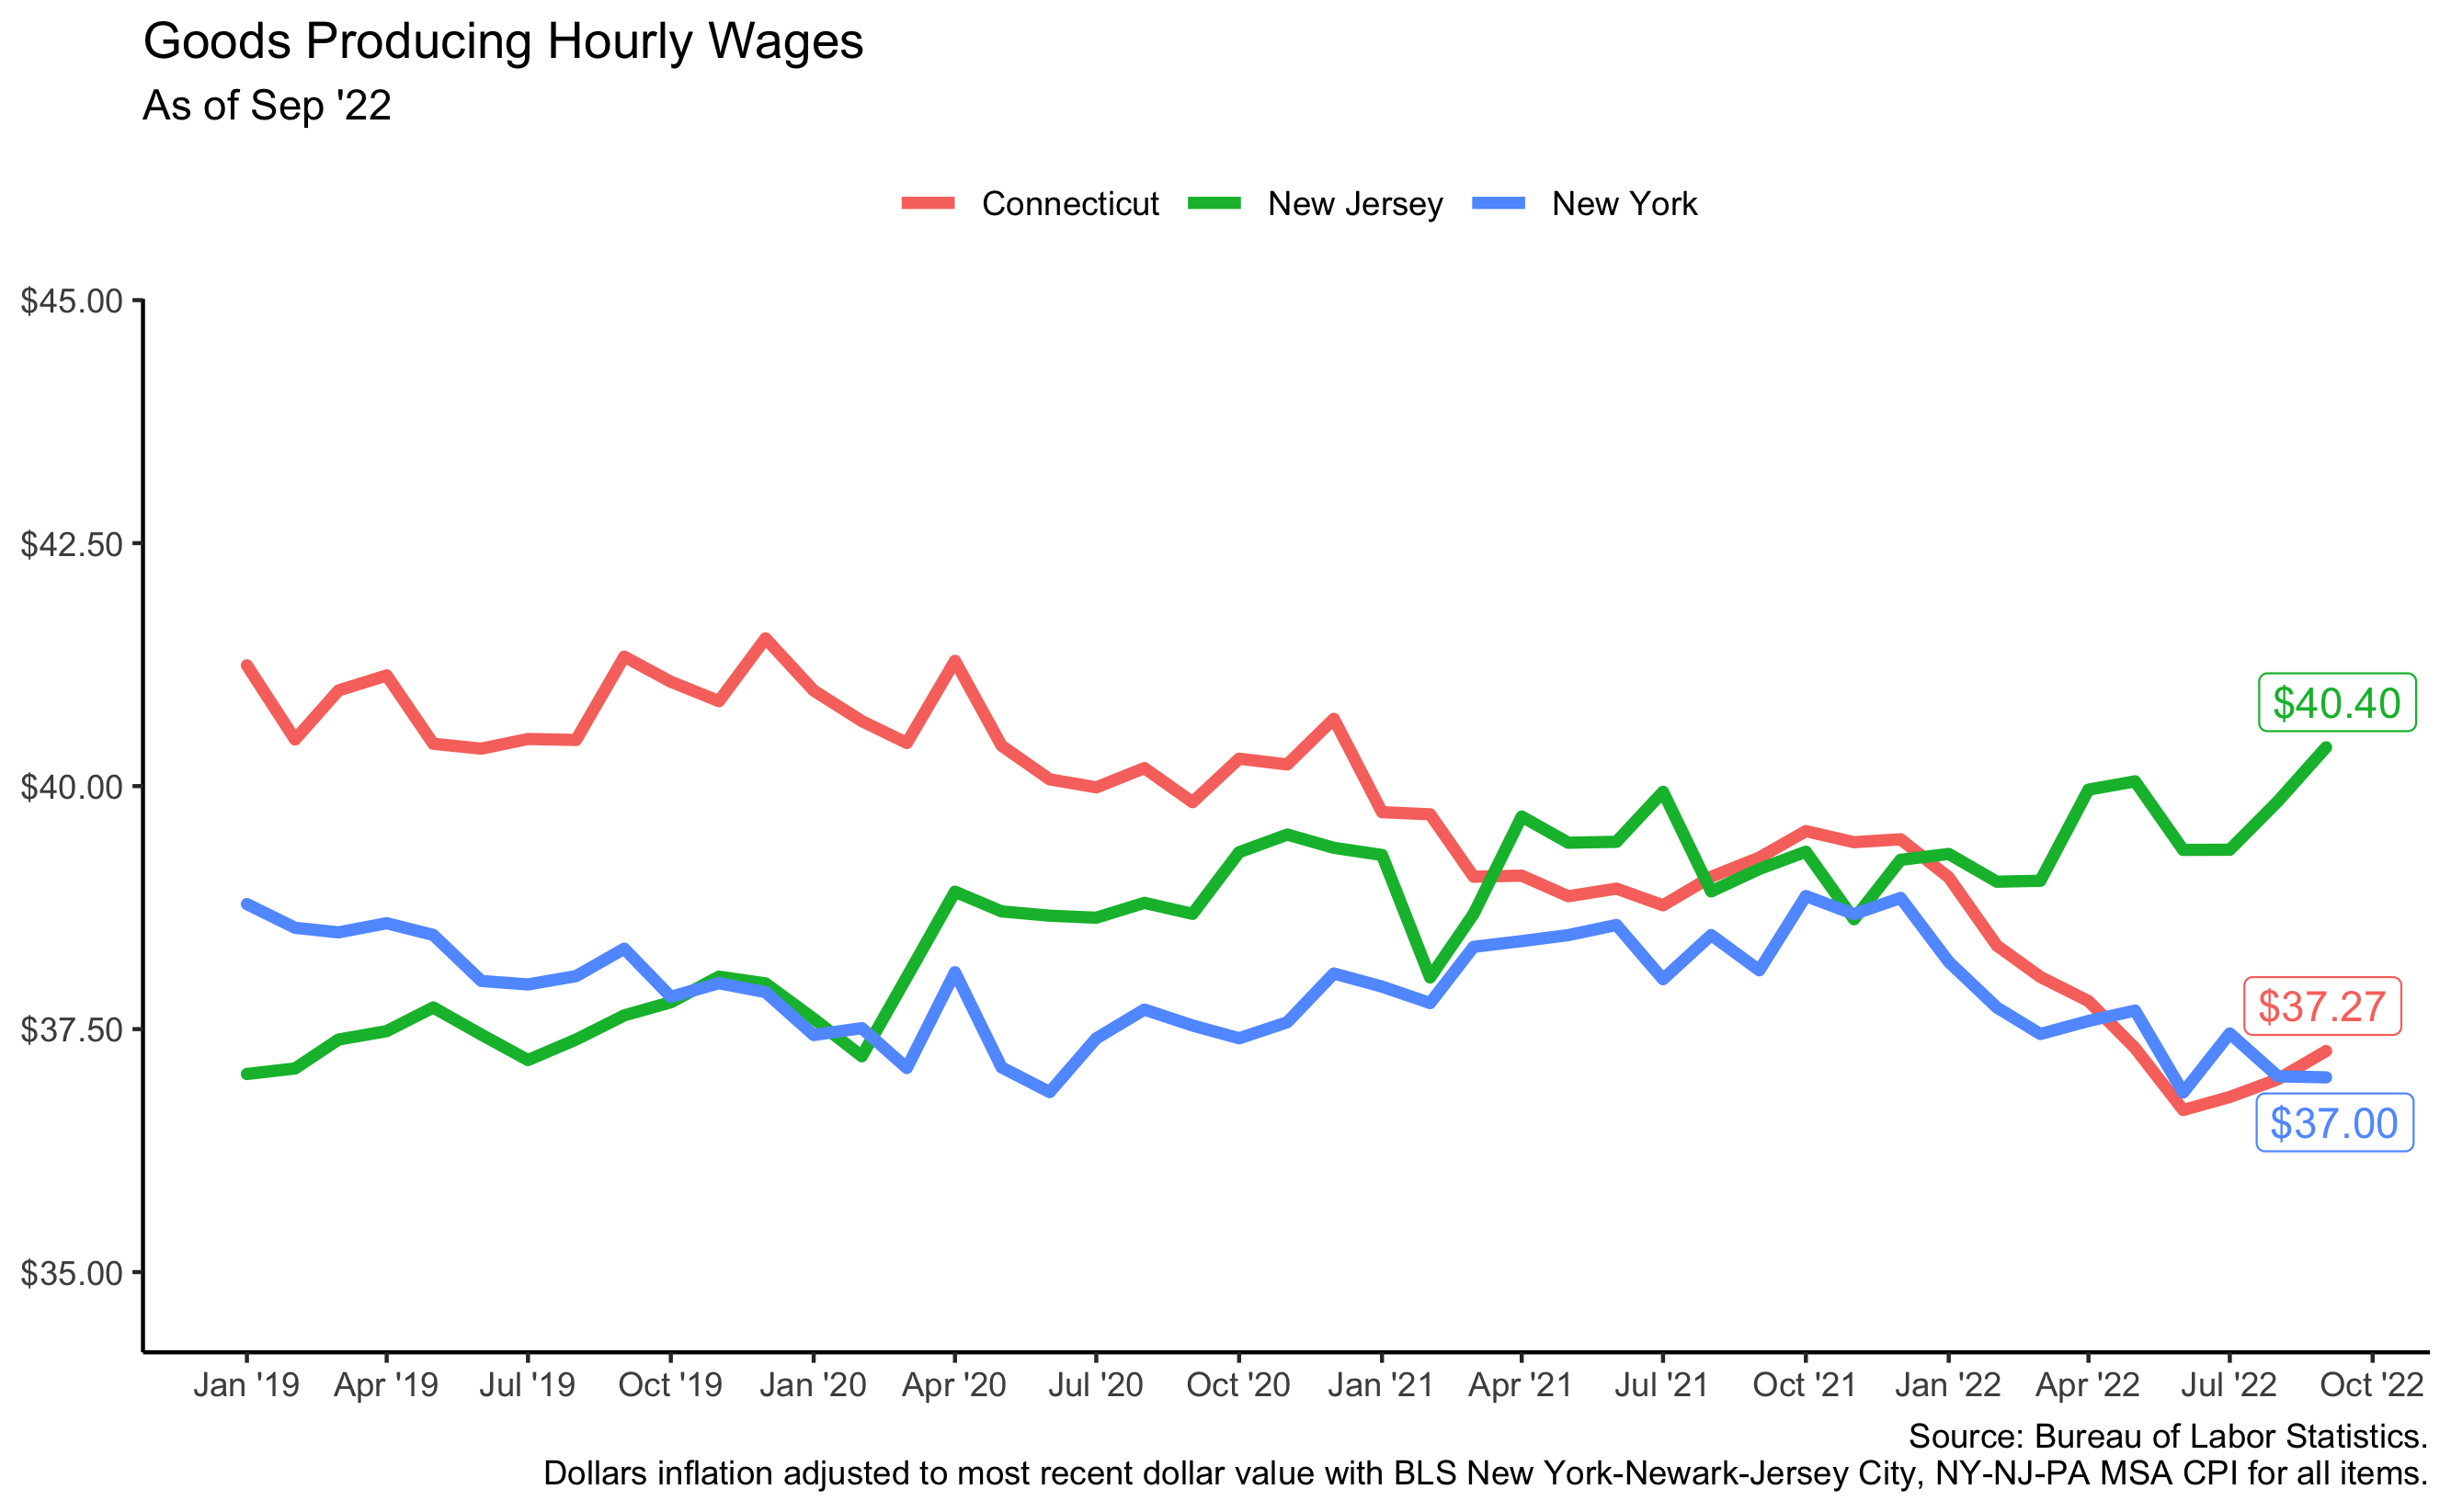 Goods Producing Hourly Wages
As of Sep '22
Connecticut New Jersey New York
$45.00
$42.50
$40.00
$37.50
$35.00
$40.40
$37.27
$37.00
Jan '19 Apr '19 Jul '19 Oct '19 Jan '20 Apr '20 Jul '20 Oct '20 Jan '21 Apr '21 Jul '21 Oct '21 Jan '22 Apr '22 Jul '22 Oct '22
Source: Bureau of Labor Statistics.
Dollars inflation adjusted to most recent dollar value with BLS New York-Newark-Jersey City, NY-NJ-PA MSA CPI for all items.